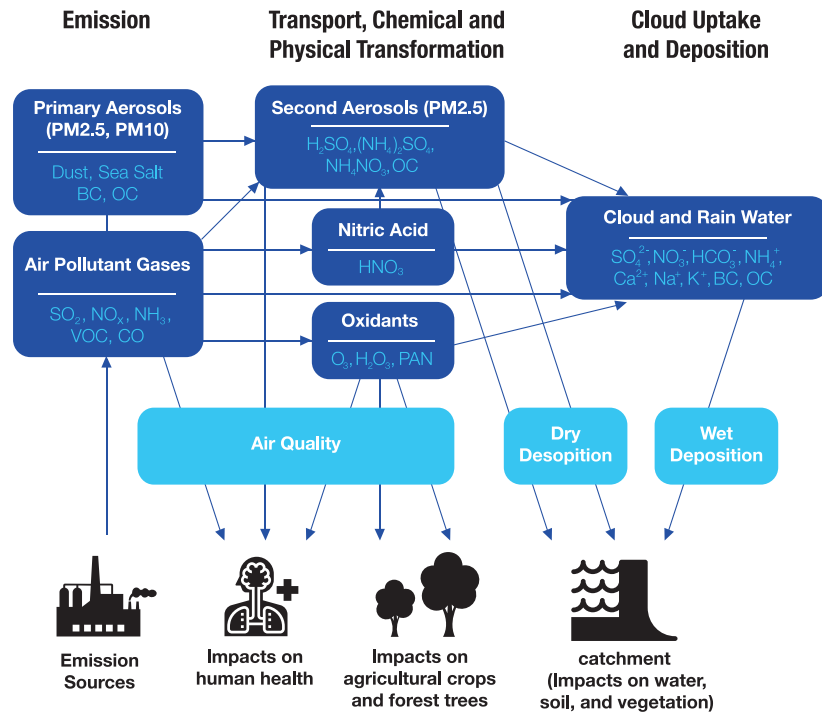 Emission
Transport, Chemical and
Physical Transformation
Cloud Uptake
and Deposition
Primary Aerosols
(PM2.5, PM10)
Dust, Sea Salt
BC, OC
Second Aerosols (PM2.5)
H₂SO₄,(NH₄)₂SO₄,
NH₄NO₃, OC
Air Pollutant Gases
SO₂, NOₓ, NH₃,
VOC, CO
Nitric Acid
HNO₃
Oxidants
O₃, H₂O₃, PAN
Cloud and Rain Water
SO₄²⁻, NO₃⁻, HCO₃⁻, NH₄⁺,
Ca²⁺, Na⁺, K⁺, BC, OC
Air Quality
Dry
Desopition
Wet
Deposition
Emission
Sources
Impacts on
human health
Impacts on
agricultural crops
and forest trees
catchment
(Impacts on water,
soil, and vegetation)